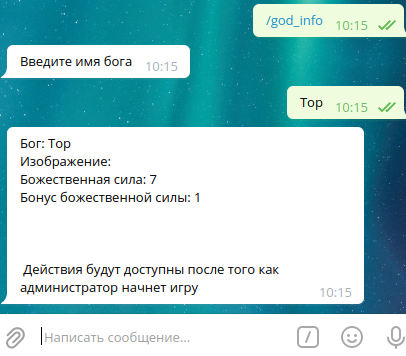 /god_info 10:15
Введите имя бога 10:15
Тор 10:15
Бог: Тор
Изображение:
Божественная сила: 7
Бонус божественной силы: 1
Действия будут доступны после того как
администратор начнет игру 10:15
Написать сообщение...